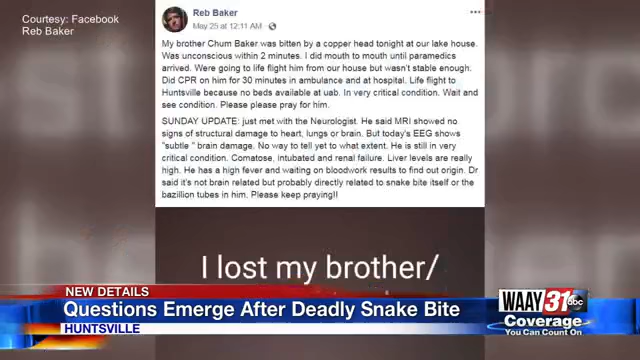 Courtesy: Facebook
Reb Baker
Reb Baker
May 25 at 12:11 AM
My brother Chum Baker was bitten by a copper head tonight at our lake house.
Was unconscious within 2 minutes. I did mouth to mouth until paramedics
arrived. Were going to life flight him from our house but wasn't stable enough.
Did CPR on him for 30 minutes in ambulance and at hospital. Life flight to
Huntsville because no beds available at uab. In very critical condition. Wait and
see condition. Please please pray for him.
SUNDAY UPDATE: just met with the Neurologist. He said MRI showed no
signs of structural damage to heart, lungs or brain. But today's EEG shows
"subtle " brain damage. No way to tell yet to what extent. He is still in very
critical condition. Comatose, intubated and renal failure. Liver levels are really
high. He has a high fever and waiting on bloodwork results to find out origin. Dr
said it's not brain related but probably directly related to snake bite itself or the
bazillion tubes in him. Please keep praying!!
I lost my brother/
NEW DETAILS
Questions Emerge After Deadly Snake Bite
HUNTSVILLE
WAAY 31 abc
Coverage
You Can Count On